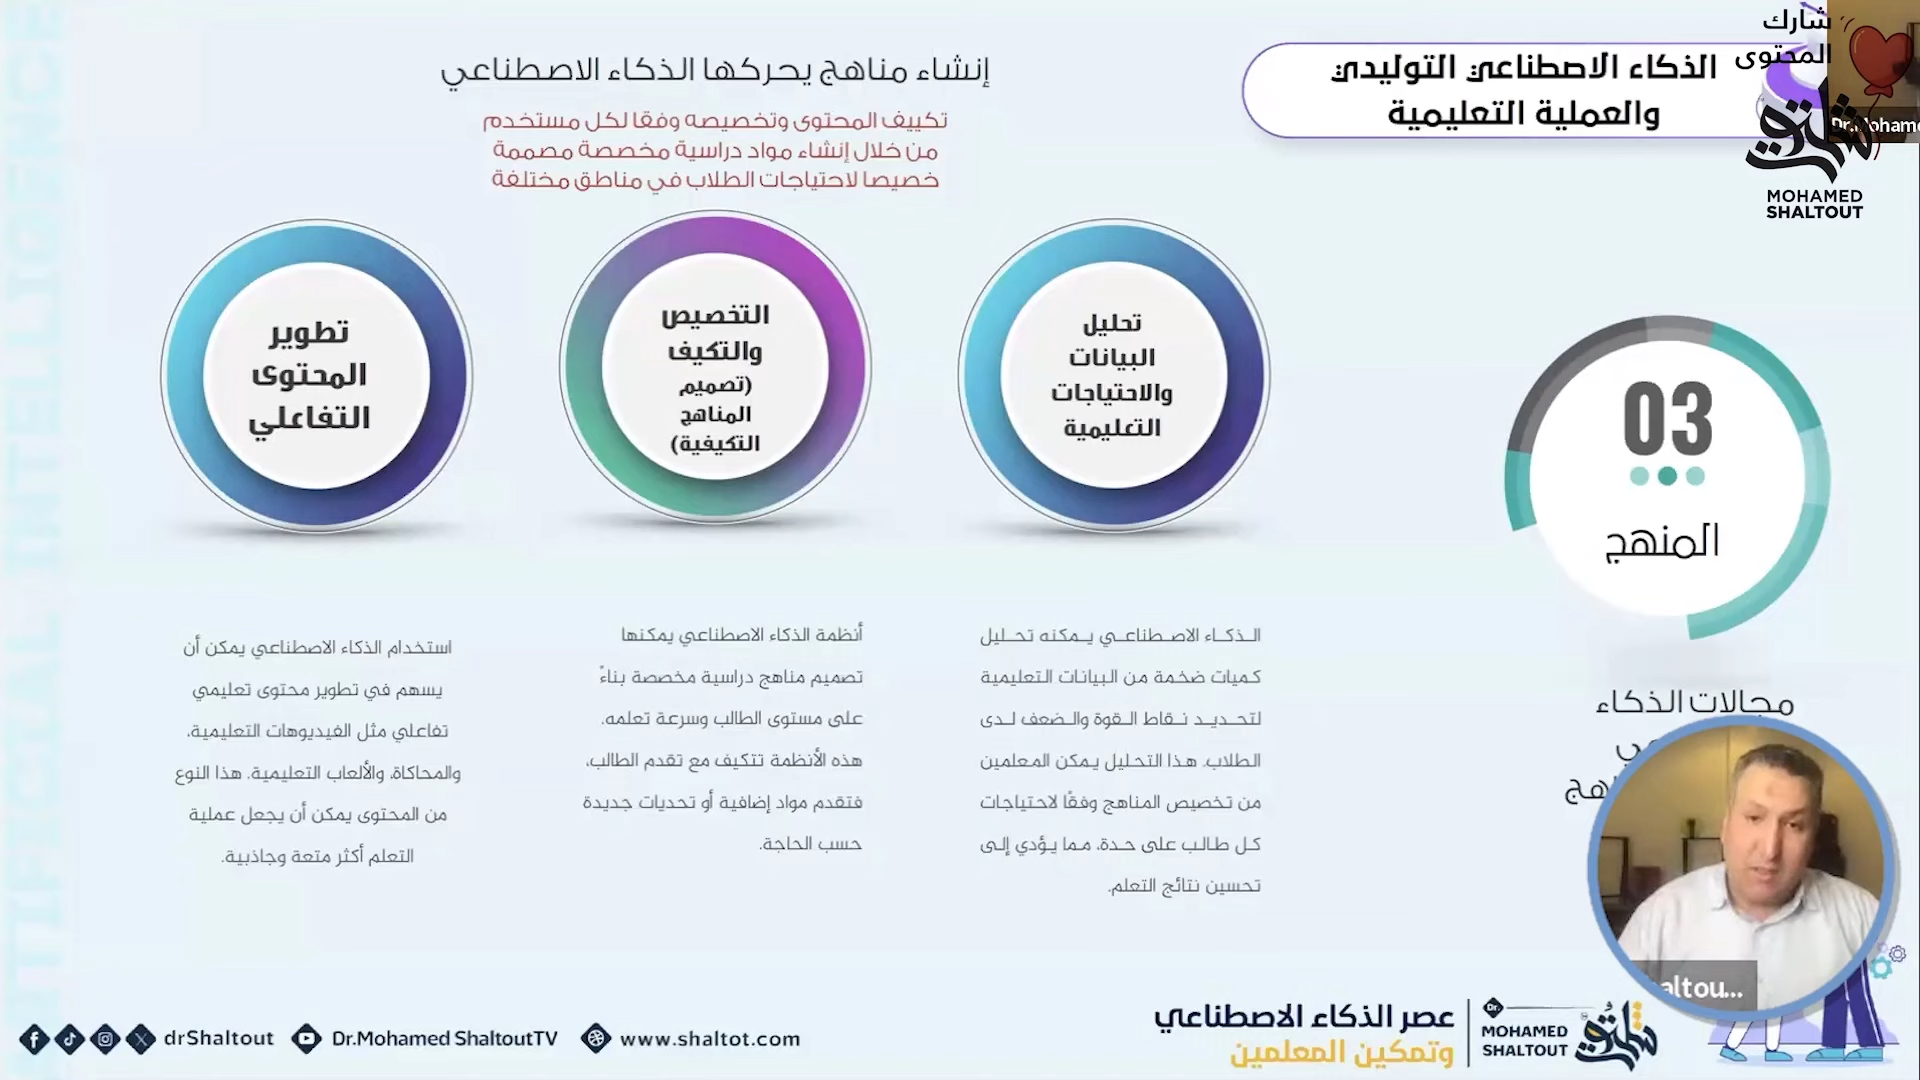 شارك
المحتوى
الذكاء الاصطناعي التوليدي
والعملية التعليمية
Dr.Mohame
شلتوت
MOHAMED
SHALTOUT
إنشاء مناهج يحركها الذكاء الاصطناعي
تكييف المحتوى وتخصيصه وفقا لكل مستخدم
من خلال إنشاء مواد دراسية مخصصة مصممة
خصيصا لاحتياجات الطلاب في مناطق مختلفة
03
المنهج
مجالات الذكاء
تحليل
البيانات
والاحتياجات
التعليمية
الذكاء الاصطناعي يمكنه تحليل
كميات ضخمة من البيانات التعليمية
لتحديد نقاط القوة والضعف لدى
الطلاب. هذا التحليل يمكن المعلمين
من تخصيص المناهج وفقًا لاحتياجات
كل طالب على حدة، مما يؤدي إلى
تحسين نتائج التعلم.
التخصيص
والتكيف
(تصميم
المناهج
التكيفية)
أنظمة الذكاء الاصطناعي يمكنها
تصميم مناهج دراسية مخصصة بناءً
على مستوى الطالب وسرعة تعلمه.
هذه الأنظمة تتكيف مع تقدم الطالب،
فتقدم مواد إضافية أو تحديات جديدة
حسب الحاجة.
تطوير
المحتوى
التفاعلي
استخدام الذكاء الاصطناعي يمكن أن
يسهم في تطوير محتوى تعليمي
تفاعلي مثل الفيديوهات التعليمية،
والمحاكاة، والألعاب التعليمية. هذا النوع
من المحتوى يمكن أن يجعل عملية
التعلم أكثر متعة وجاذبية.
altou...
drShaltout
Dr.Mohamed ShaltoutTV
www.shaltot.com
عصر الذكاء الاصطناعي
وتمكين المعلمين
Dr.
MOHAMED
SHALTOUT
شلتوت